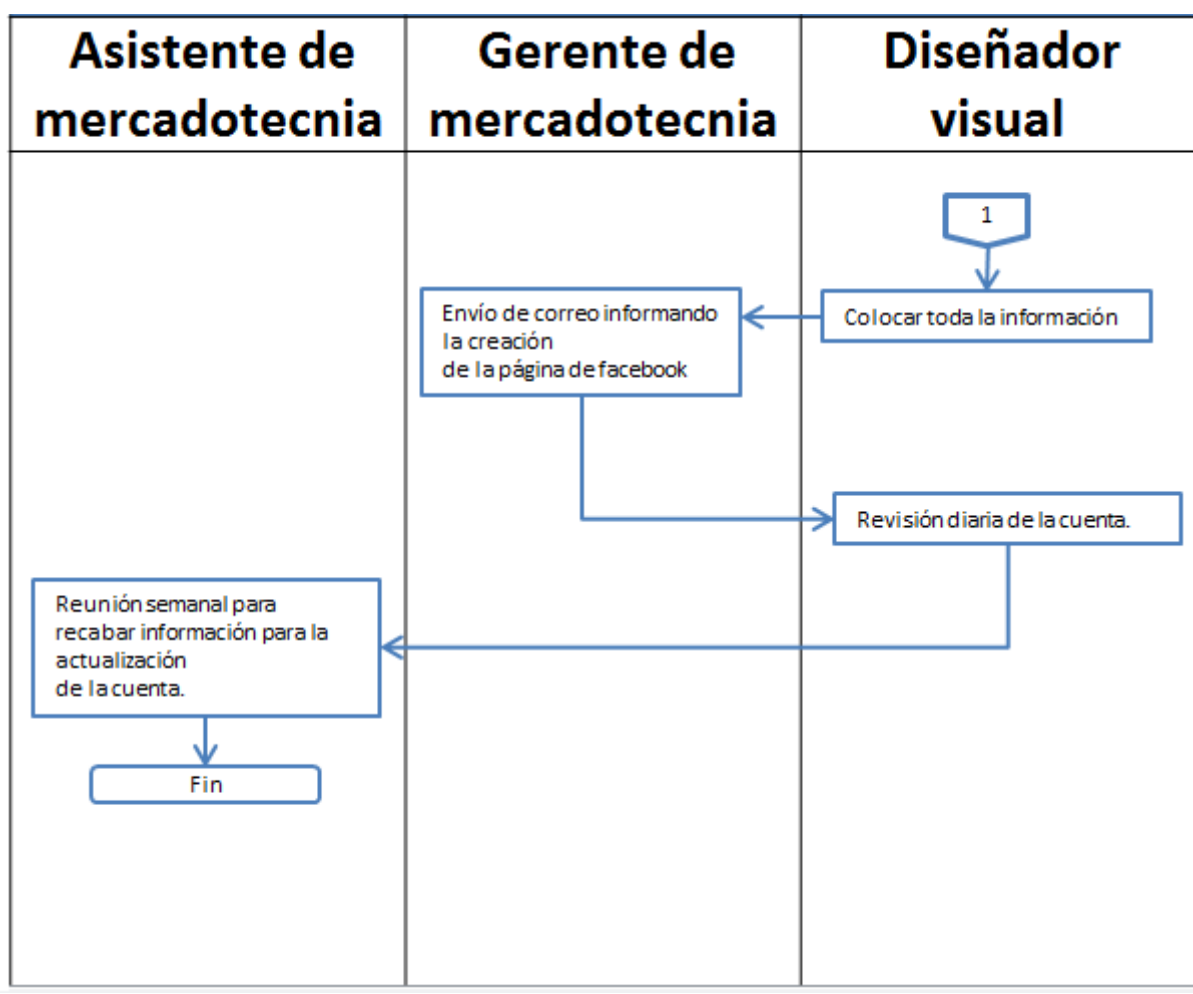 Asistente de
mercadotecnia
Gerente de
mercadotecnia
Diseñador
visual
1
Colocar toda la información
Envío de correo informando
la creación
de la página de facebook
Revisión diaria de la cuenta.
Reunión semanal para
recabar información para la
actualización
de la cuenta.
Fin